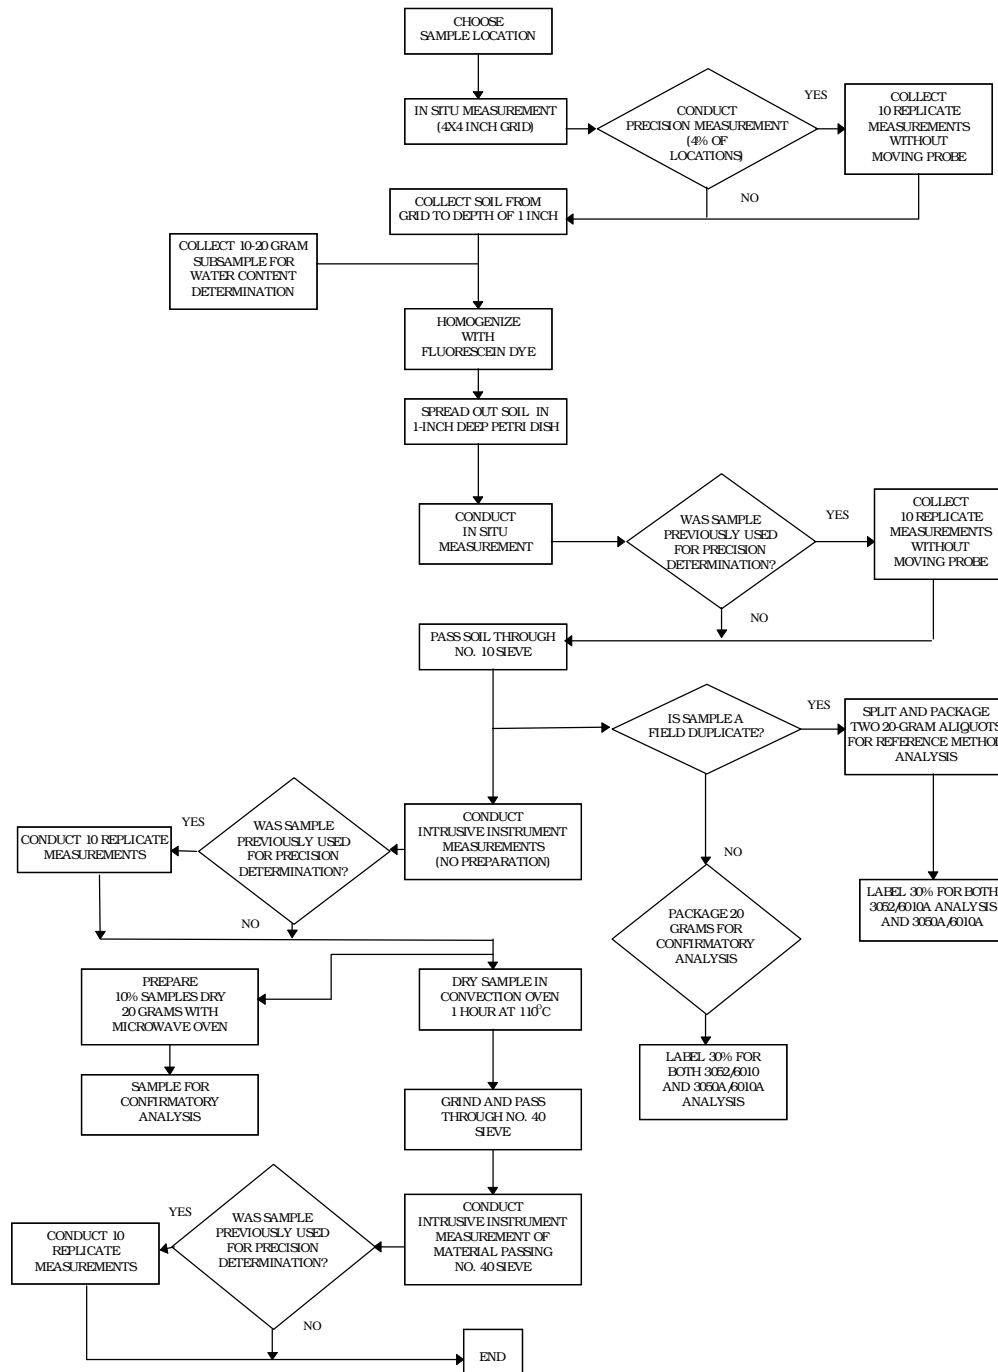 CHOOSE
SAMPLE LOCATION
IN SITU MEASUREMENT
(4X4 INCH GRID)
CONDUCT
PRECISION MEASUREMENT
(4% OF
LOCATIONS)
YES
COLLECT
10 REPLICATE
MEASUREMENTS
WITHOUT
MOVING PROBE
NO
COLLECT SOIL FROM
GRID TO DEPTH OF 1 INCH
COLLECT 10-20 GRAM
SUBSAMPLE FOR
WATER CONTENT
DETERMINATION
HOMOGENIZE
WITH
FLUORESCEIN DYE
SPREAD OUT SOIL IN
1-INCH DEEP PETRI DISH
CONDUCT
IN SITU
MEASUREMENT
WAS SAMPLE
PREVIOUSLY USED
FOR PRECISION
DETERMINATION?
YES
COLLECT
10 REPLICATE
MEASUREMENTS
WITHOUT
MOVING PROBE
NO
PASS SOIL THROUGH
NO. 10 SIEVE
IS SAMPLE A
FIELD DUPLICATE?
YES
SPLIT AND PACKAGE
TWO 20-GRAM ALIQUOTS
FOR REFERENCE METHOD
ANALYSIS
CONDUCT
INTRUSIVE INSTRUMENT
MEASUREMENTS
(NO PREPARATION)
WAS SAMPLE
PREVIOUSLY USED
FOR PRECISION
DETERMINATION?
YES
CONDUCT 10 REPLICATE
MEASUREMENTS
NO
NO
PACKAGE 20
GRAMS FOR
CONFIRMATORY
ANALYSIS
LABEL 30% FOR BOTH
3052/6010A ANALYSIS
AND 3050A/6010A
PREPARE
10% SAMPLES DRY
20 GRAMS WITH
MICROWAVE OVEN
DRY SAMPLE IN
CONVECTION OVEN
1 HOUR AT 110°C
LABEL 30% FOR
BOTH 3052/6010
AND 3050A/6010A
ANALYSIS
SAMPLE FOR
CONFIRMATORY
ANALYSIS
GRIND AND PASS
THROUGH NO. 40
SIEVE
CONDUCT
INTRUSIVE INSTRUMENT
MEASUREMENT OF
MATERIAL PASSING
NO. 40 SIEVE
WAS SAMPLE
PREVIOUSLY USED
FOR PRECISION
DETERMINATION?
YES
CONDUCT 10
REPLICATE
MEASUREMENTS
NO
END